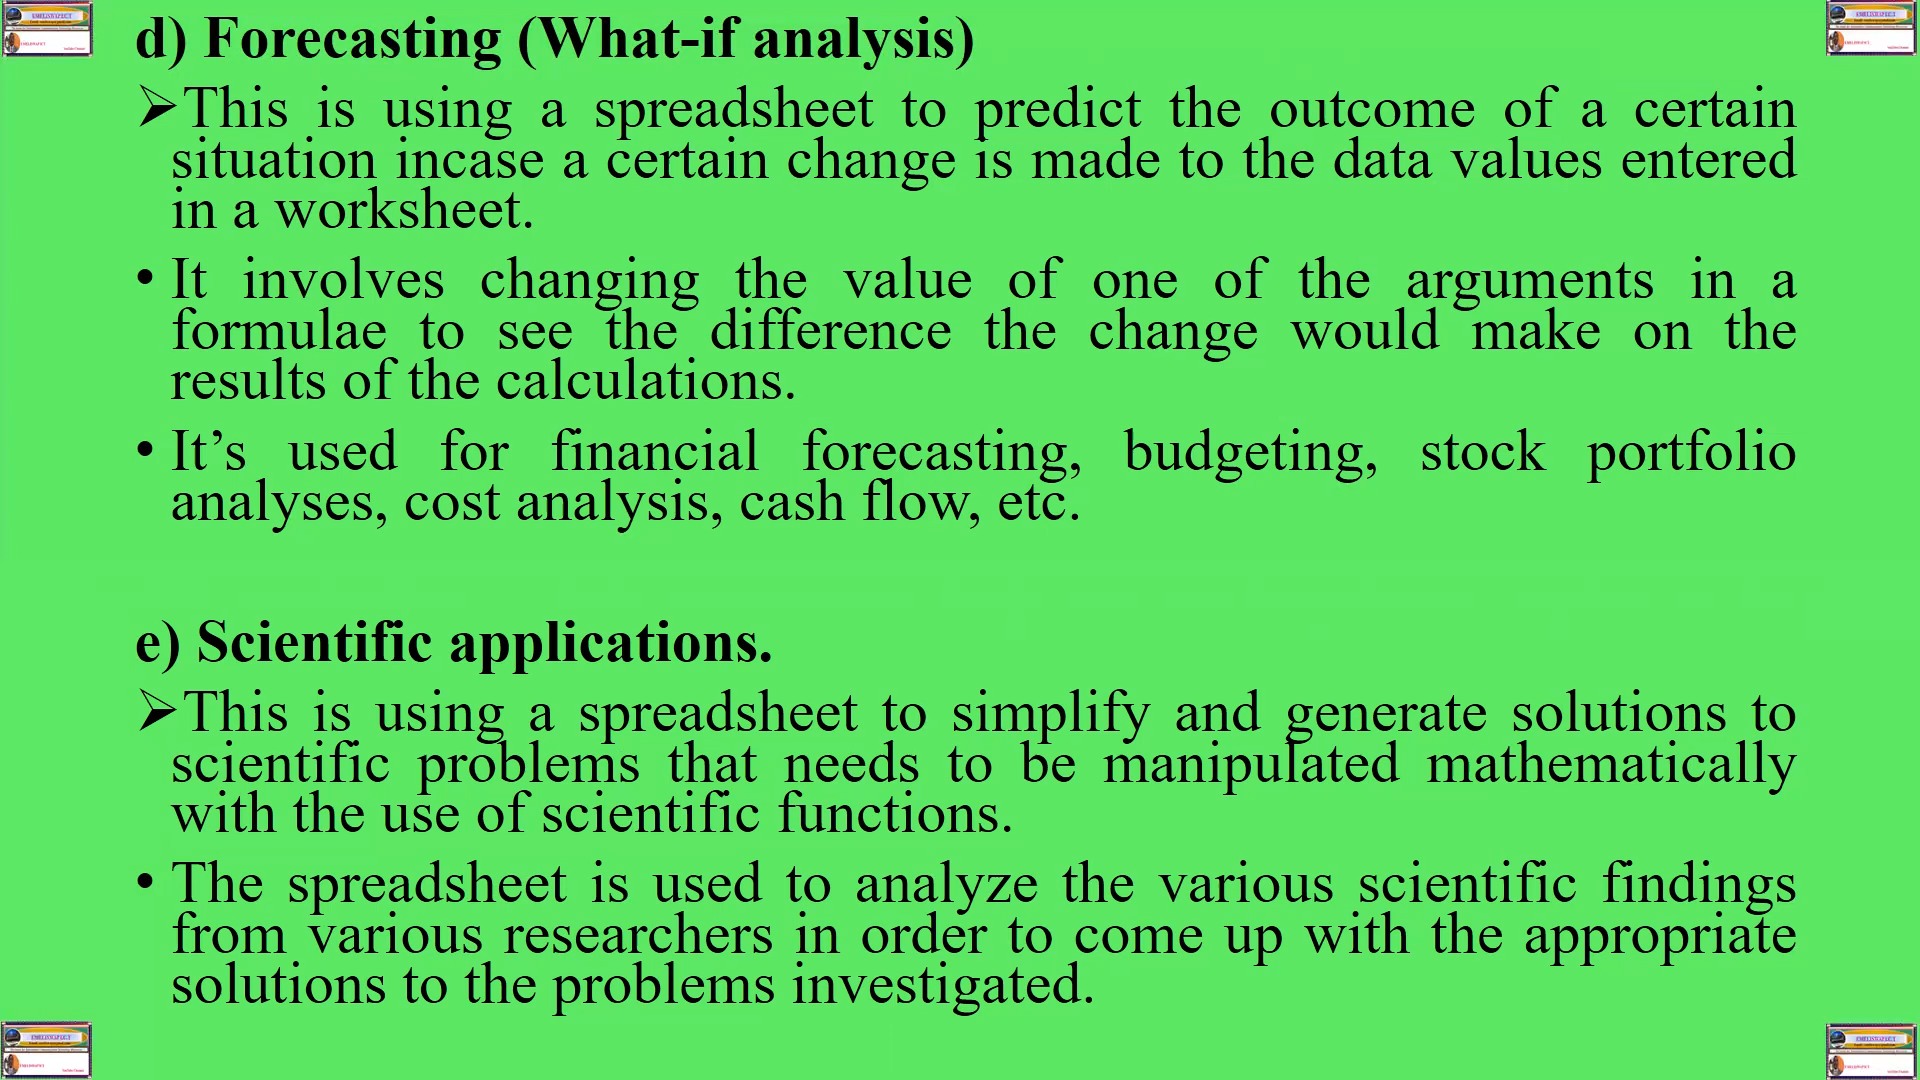 d) Forecasting (What-if analysis)
➢This is using a spreadsheet to predict the outcome of a certain
situation incase a certain change is made to the data values entered
in a worksheet.
• It involves changing the value of one of the arguments in a
formulae to see the difference the change would make on the
results of the calculations.
• It’s used for financial forecasting, budgeting, stock portfolio
analyses, cost analysis, cash flow, etc.
e) Scientific applications.
➢This is using a spreadsheet to simplify and generate solutions to
scientific problems that needs to be manipulated mathematically
with the use of scientific functions.
• The spreadsheet is used to analyze the various scientific findings
from various researchers in order to come up with the appropriate
solutions to the problems investigated.